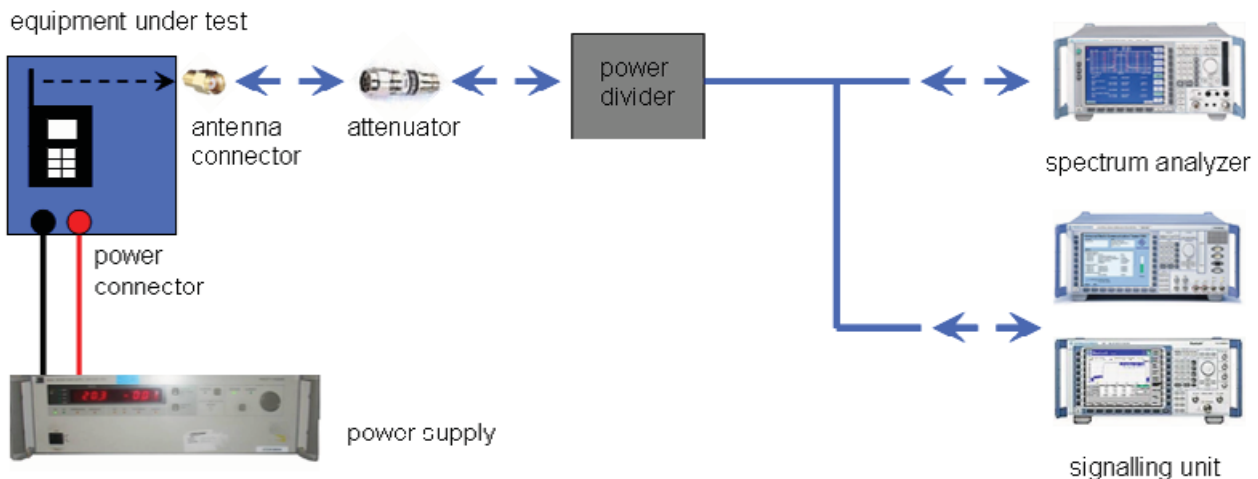 equipment under test
power
divider
antenna
connector
attenuator
spectrum analyzer
power
connector
power supply
signalling unit